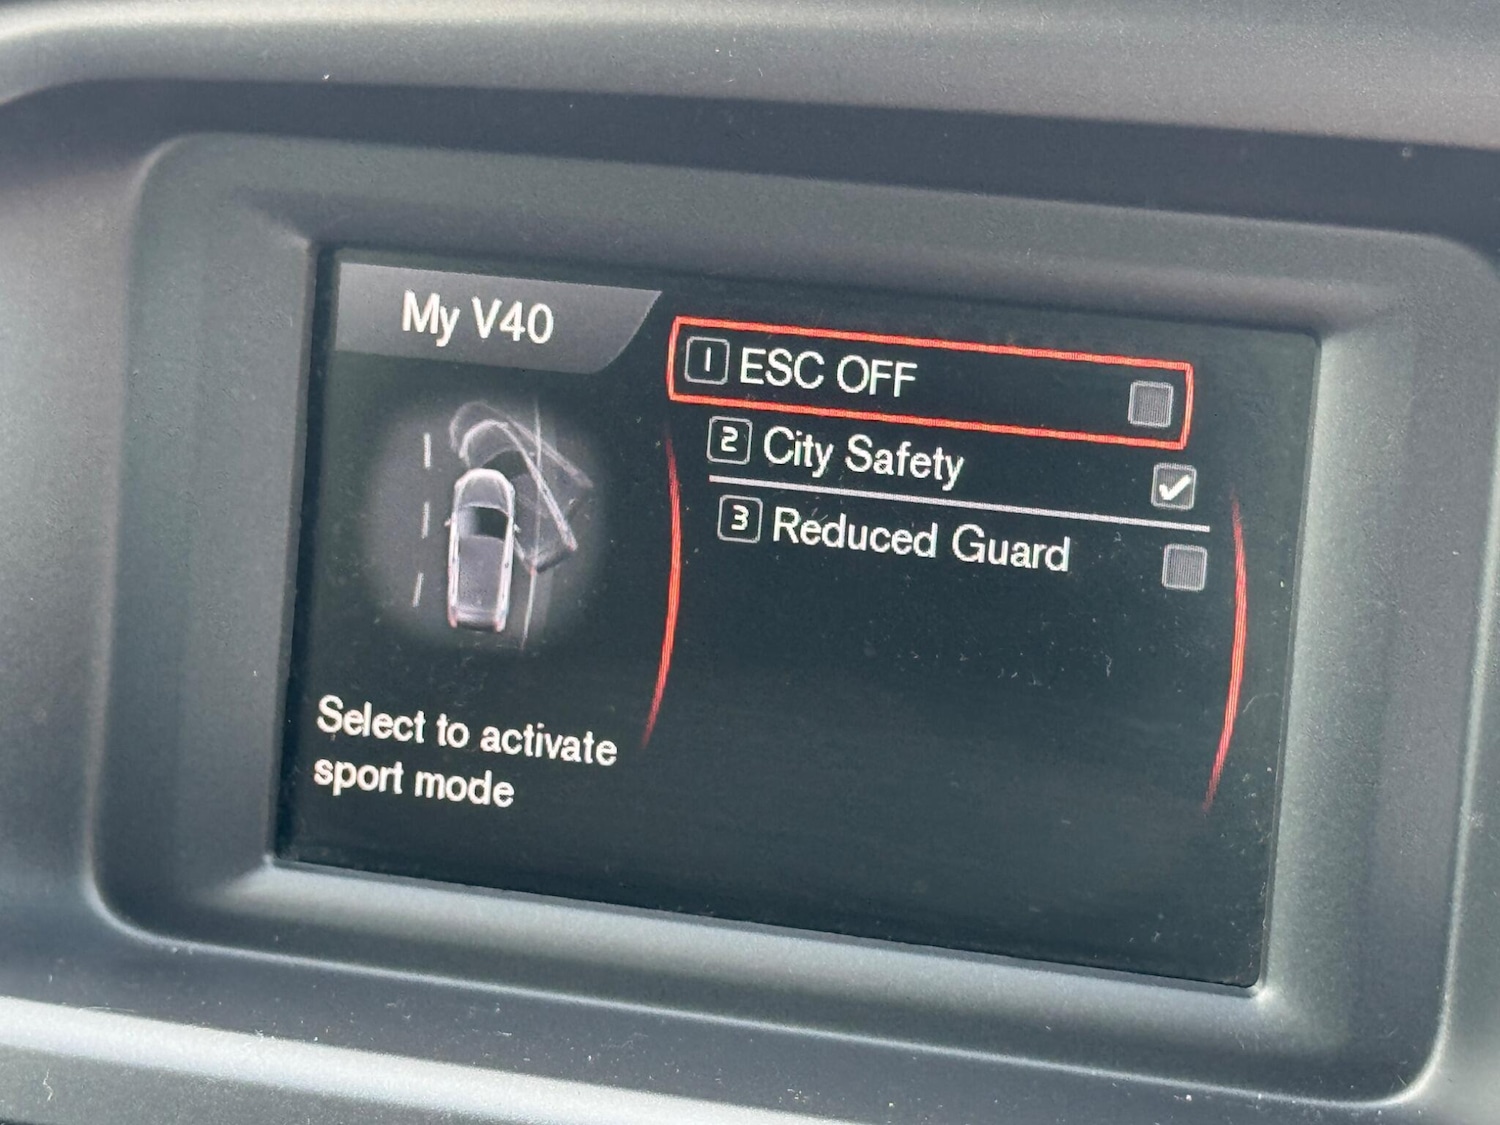 My V40
1 ESC OFF
2 City Safety
3 Reduced Guard
Select to activate
sport mode